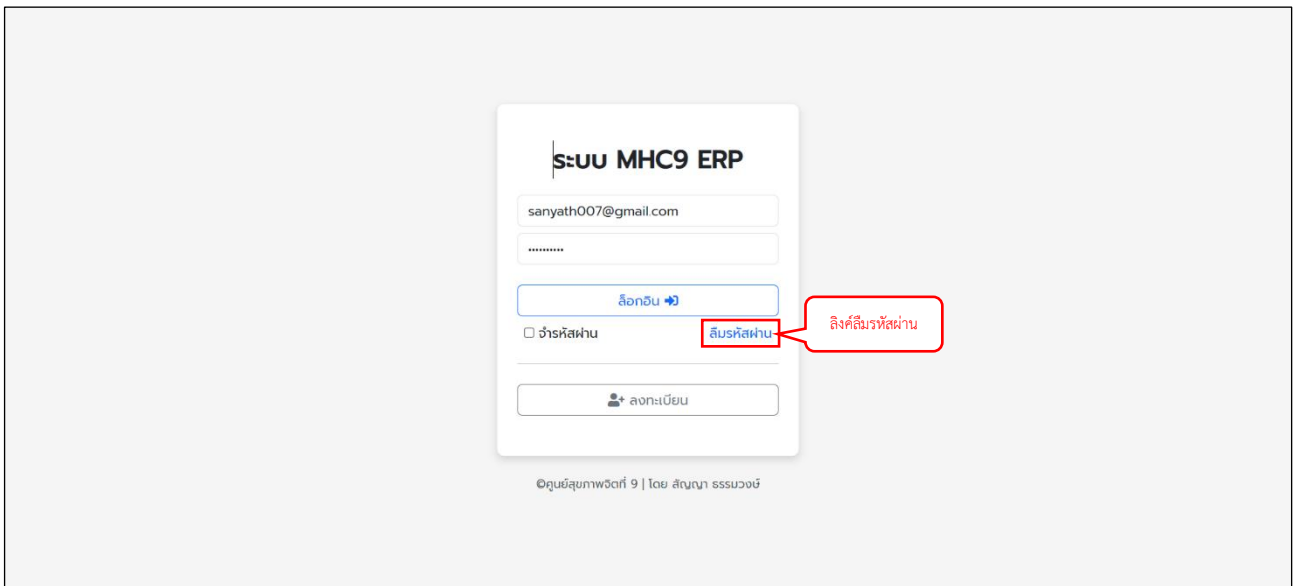 ระบบ MHC9 ERP
sanyath007@gmail.com
••••••••••
ล็อกอิน
จำรหัสผ่าน
ลืมรหัสผ่าน
ลิงค์ลืมรหัสผ่าน
ลงทะเบียน
©ศูนย์สุขภาพจิตที่ 9 | โดย สัญญา ธรรมวงษ์